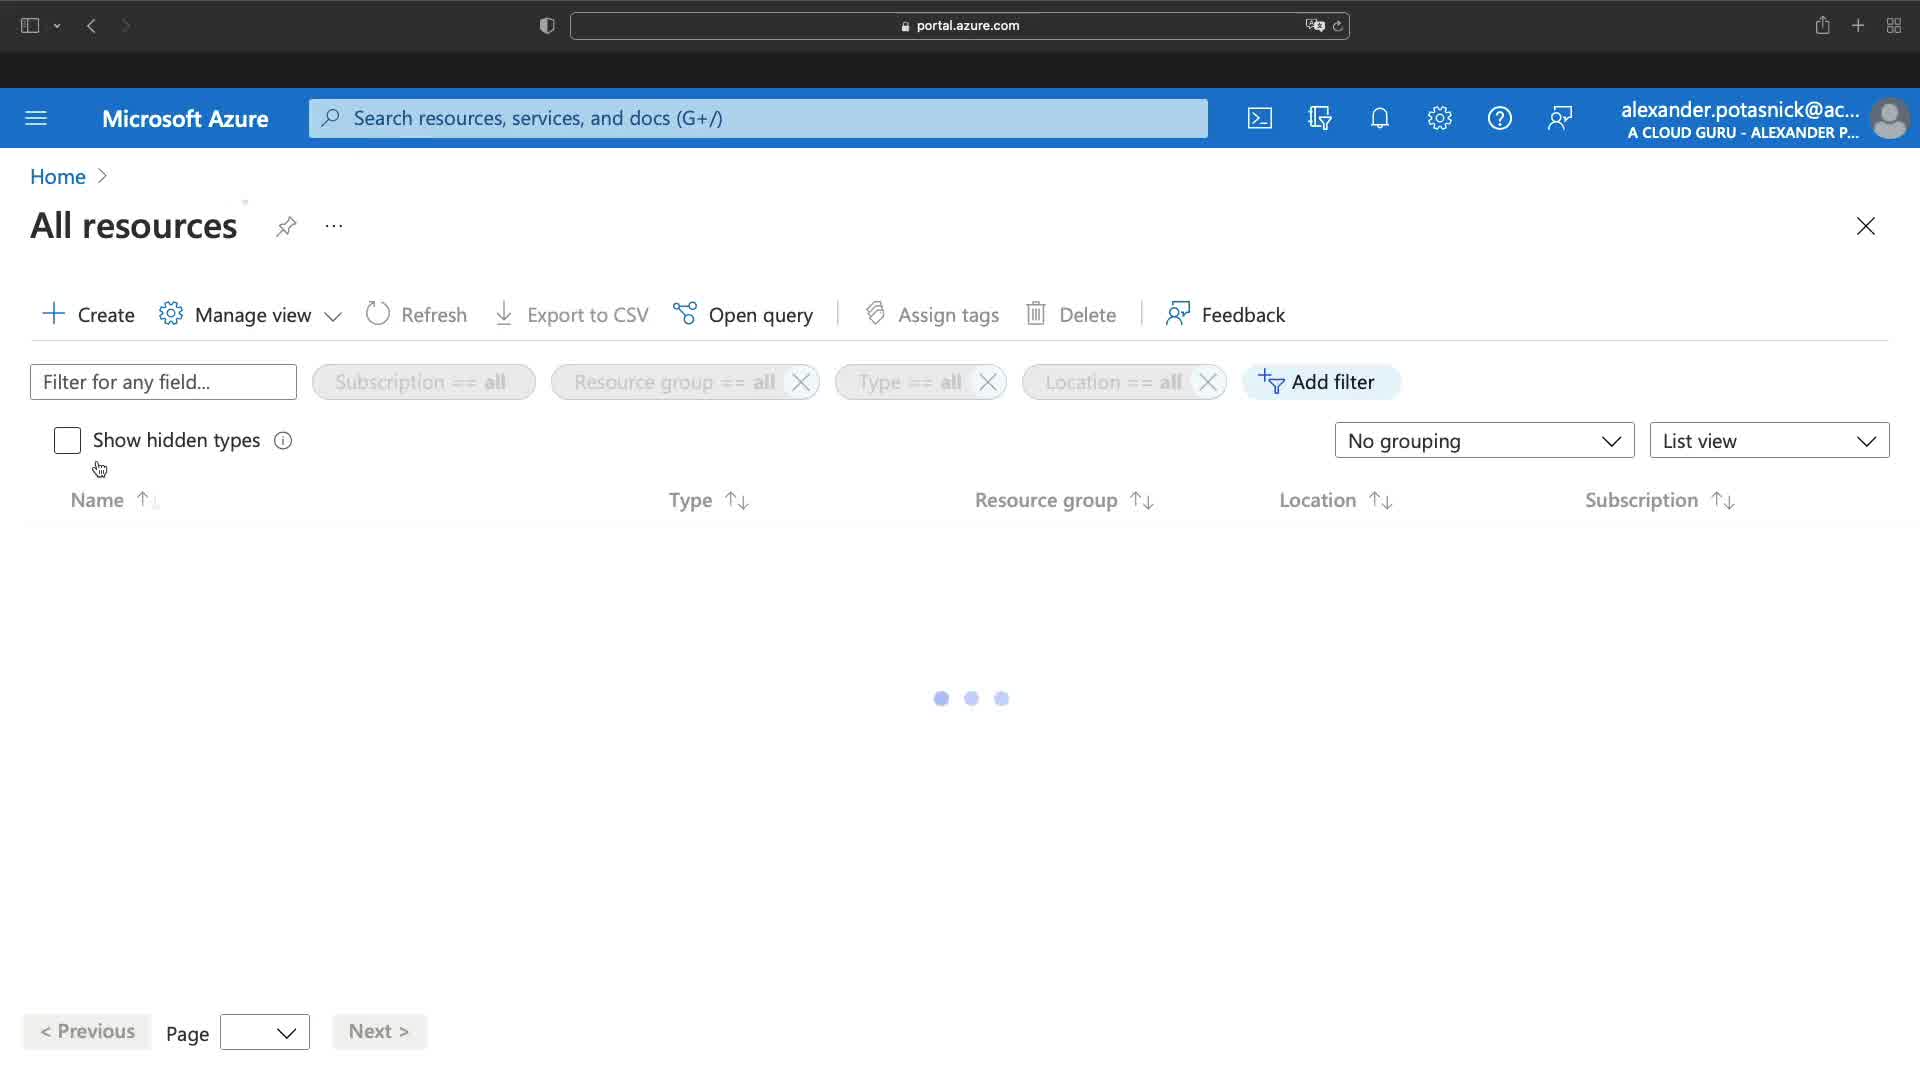 portal.azure.com
Microsoft Azure
Search resources, services, and docs (G+/)
alexander.potasnick@ac...
A CLOUD GURU - ALEXANDER P...
Home >
All resources
...
Create
Manage view
Refresh
Export to CSV
Open query
Assign tags
Delete
Feedback
Filter for any field...
Subscription == all
Resource group == all
Type == all
Location == all
Add filter
Show hidden types
No grouping
List view
Name
Type
Resource group
Location
Subscription
< Previous
Page
Next >